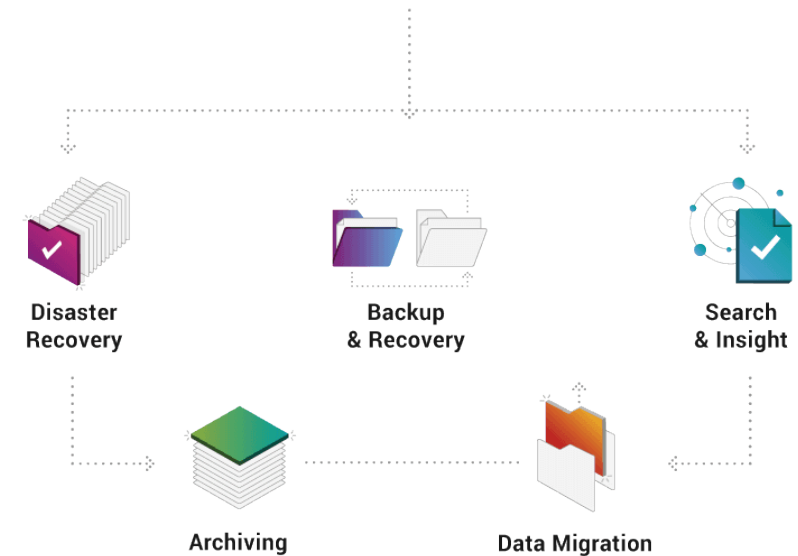 Disaster
Recovery
Backup
& Recovery
Search
& Insight
Archiving
Data Migration